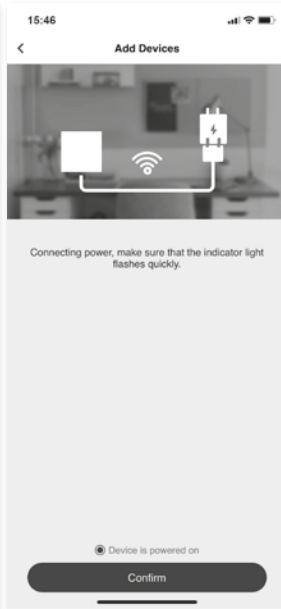 15:46
Add Devices
Connecting power, make sure that the indicator light
flashes quickly.
Device is powered on
Confirm